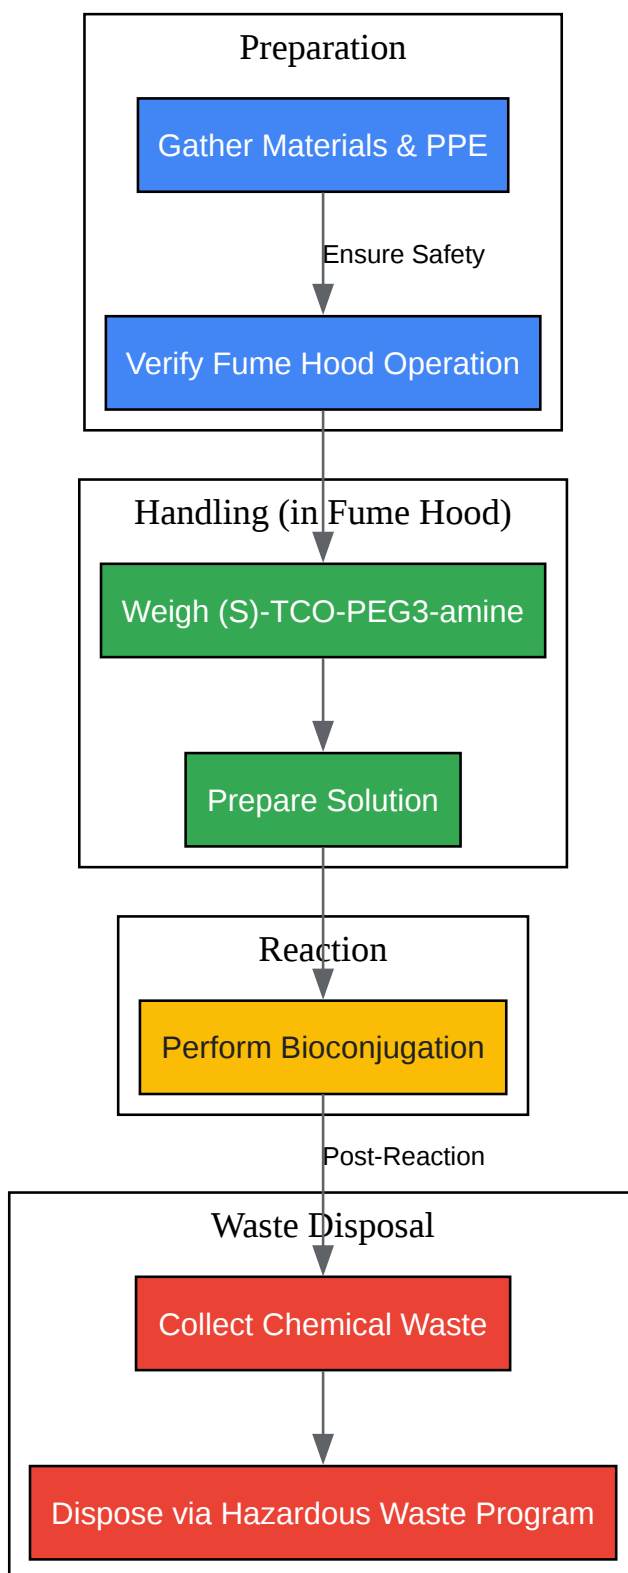 Preparation
Gather Materials & PPE
Ensure Safety
Verify Fume Hood Operation
Handling (in Fume Hood)
Weigh (S)-TCO-PEG3-amine
Prepare Solution
Reaction
Perform Bioconjugation
Post-Reaction
Waste Disposal
Collect Chemical Waste
Dispose via Hazardous Waste Program